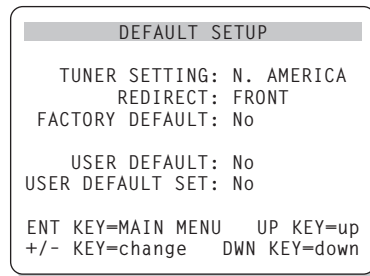 DEFAULT SETUP
TUNER SETTING: N. AMERICA
REDIRECT: FRONT
FACTORY DEFAULT: No
USER DEFAULT: No
USER DEFAULT SET: No
ENT KEY=MAIN MENU UP KEY=up
+/- KEY=change DWN KEY=down